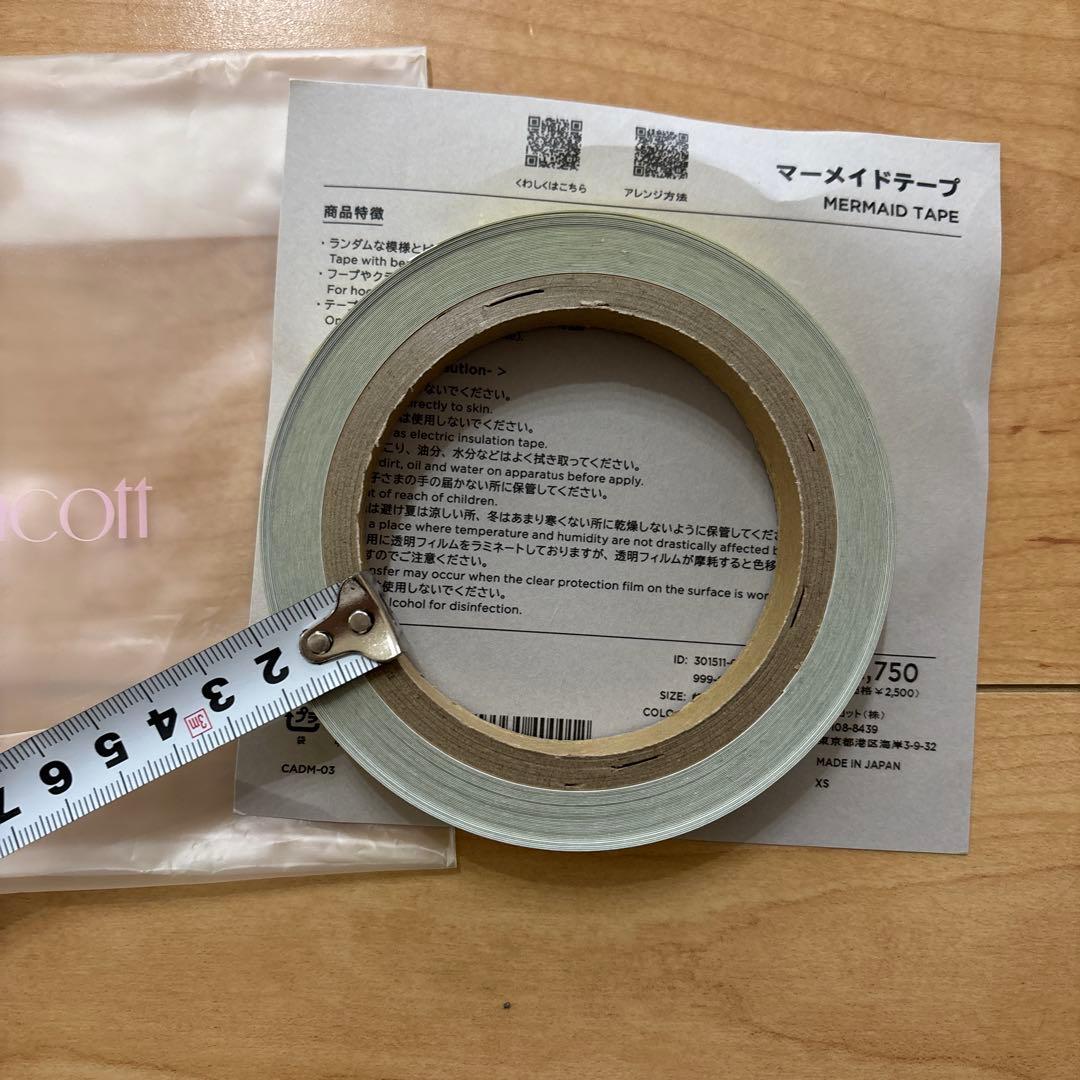 くわしくはこちら
アレンジ方法
マーメイドテープ
MERMAID TAPE
商品特徴
・ランダムな模様と
Tape with
・フープや
For
・テープ
ないでください。
directly to skin.
は使用しないでください。
as electric insulation tape.
こり、油分、水分などはよく拭き取ってください。
dirt, oil and water on apparatus before apply.
子さまの手の届かない所に保管してください。
of reach of children.
は避け夏は涼しい所、冬はあまり寒くない所に乾燥しないように保管して
a place where temperature and humidity are not drastically affected
用に透明フィルムをラミネートしておりますが、透明フィルムが摩耗すると色移
すのでご注意ください。
may occur when the clear protection film on the surface is
使用しないでください。
alcohol for disinfection.
ID: 301511-
999-
SIZE:
,750
¥2,500)
(株)
108-8439
東京都港区海岸3-9-32
MADE IN JAPAN
XS
プラ
袋
CADM-03
cott
2 3 3m 4 5 6 7